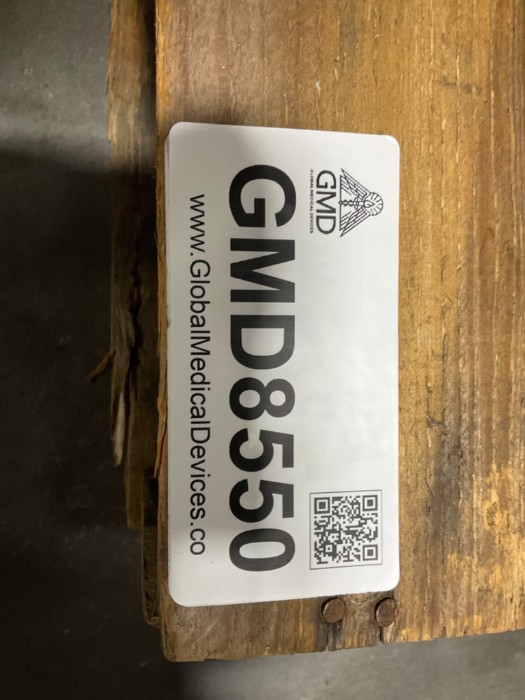 GMD
GLOBAL MEDICAL DEVICES
GMD8550
www.GlobalMedicalDevices.co